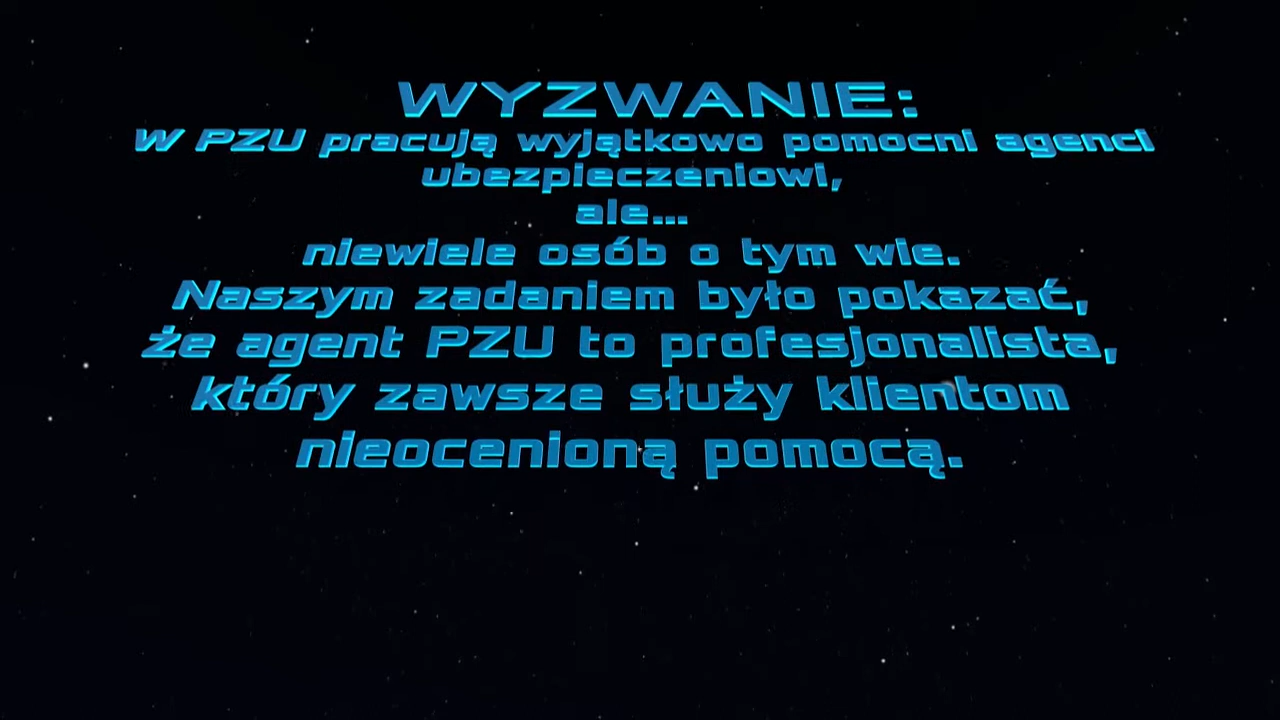 WYZWANIE:
W PZU pracują wyjątkowo pomocni agenci
ubezpieczeniowi,
ale...
niewiele osób o tym wie.
Naszym zadaniem było pokazać,
że agent PZU to profesjonalista,
który zawsze służy klientom
nieocenioną pomocą.